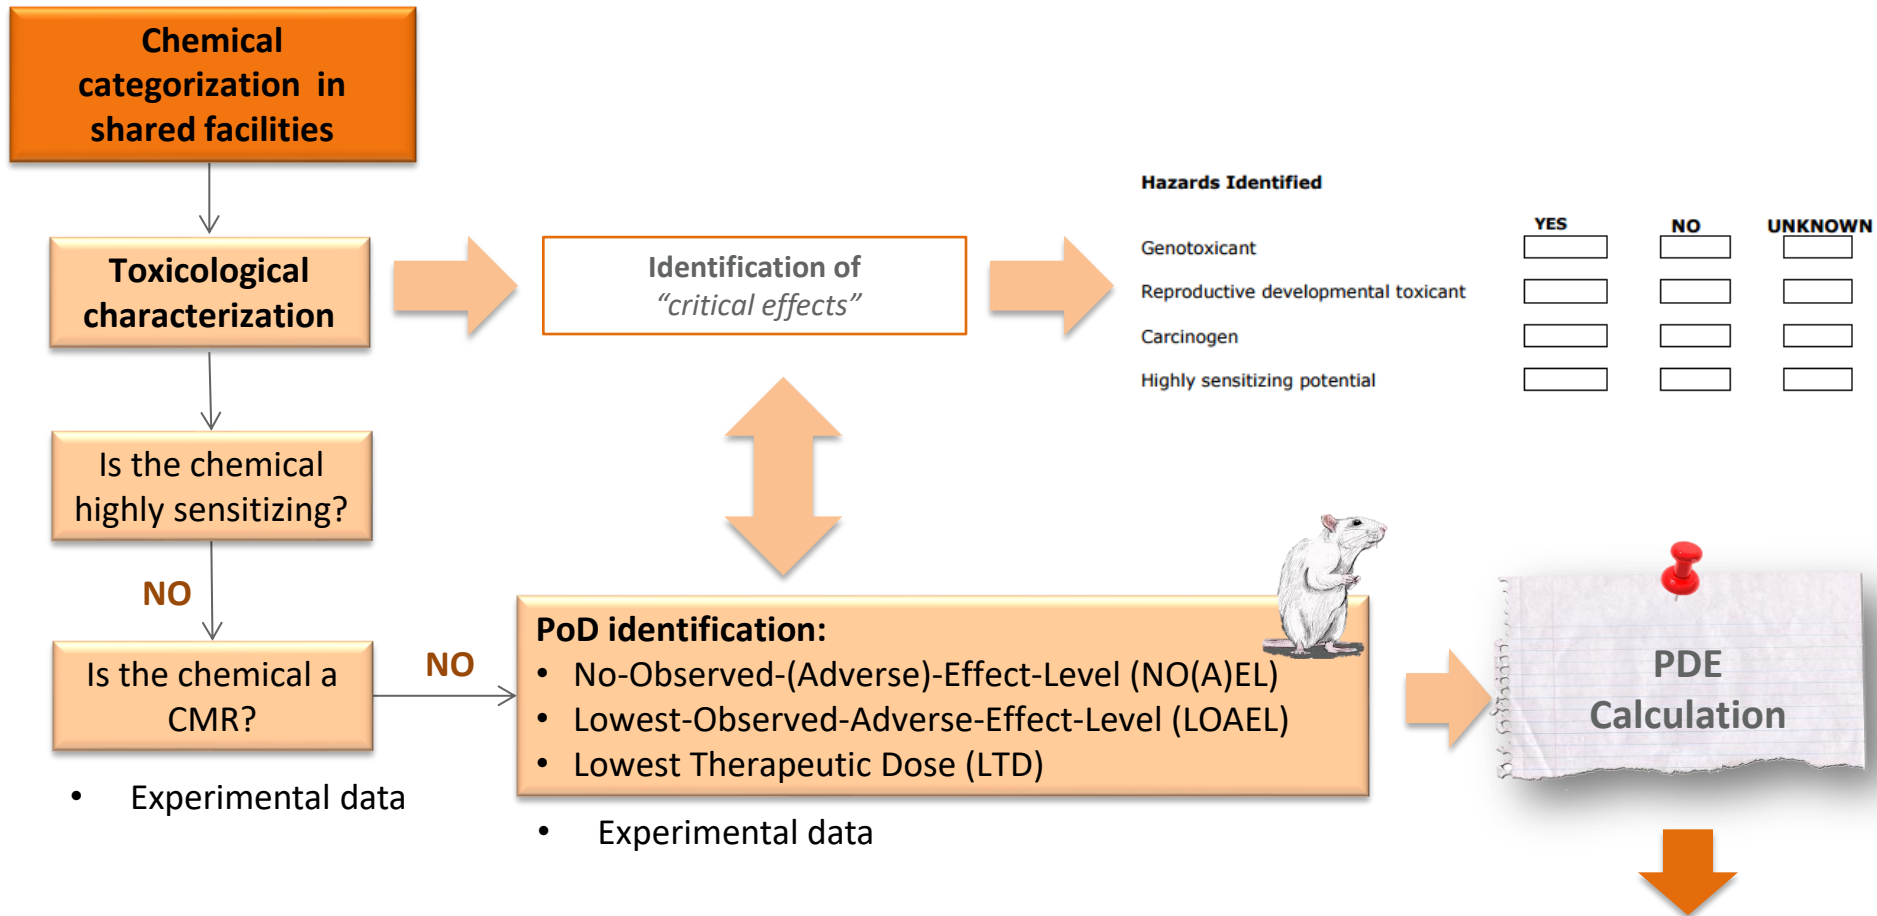 Chemical
categorization in
shared facilities
Toxicological
characterization
Identification of
“critical effects”
Hazards Identified
YES NO UNKNOWN
Genotoxicant
Reproductive developmental toxicant
Carcinogen
Highly sensitizing potential
Is the chemical
highly sensitizing?
NO
Is the chemical a
CMR?
• Experimental data
NO
PoD identification:
• No-Observed-(Adverse)-Effect-Level (NO(A)EL)
• Lowest-Observed-Adverse-Effect-Level (LOAEL)
• Lowest Therapeutic Dose (LTD)
• Experimental data
PDE
Calculation